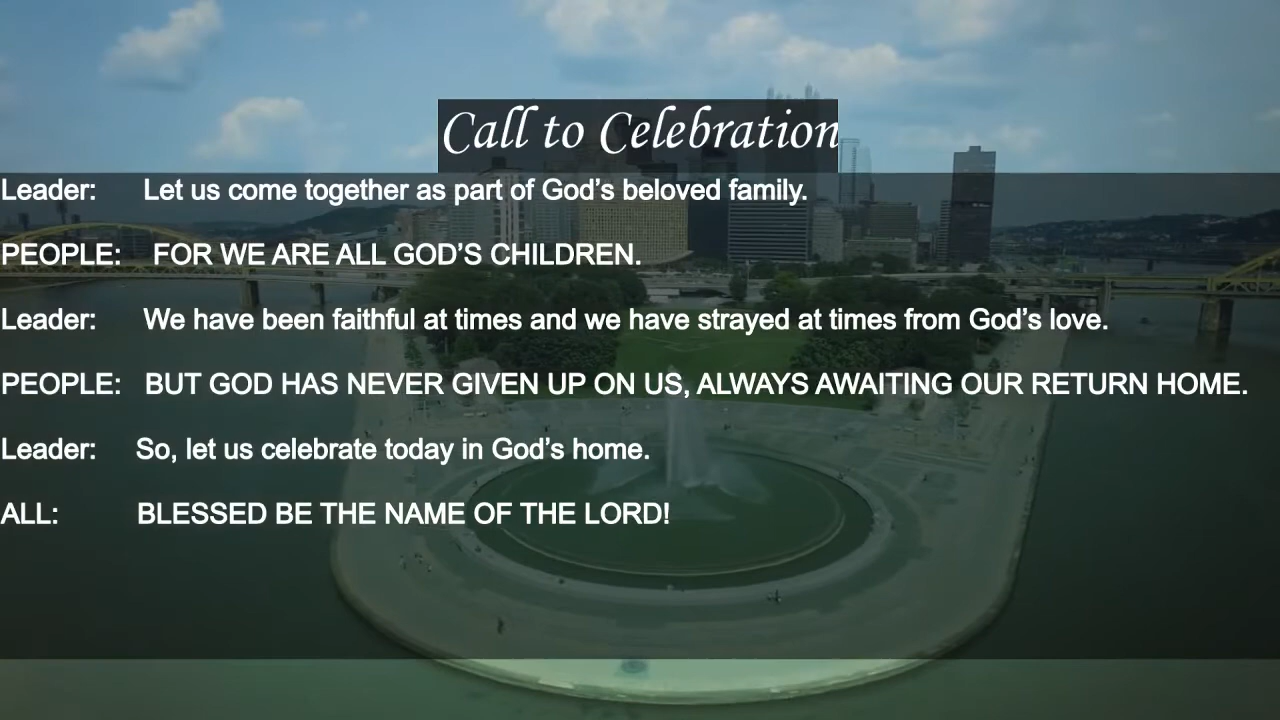 Call to Celebration
Leader: Let us come together as part of God’s beloved family.
PEOPLE: FOR WE ARE ALL GOD’S CHILDREN.
Leader: We have been faithful at times and we have strayed at times from God’s love.
PEOPLE: BUT GOD HAS NEVER GIVEN UP ON US, ALWAYS AWAITING OUR RETURN HOME.
Leader: So, let us celebrate today in God’s home.
ALL: BLESSED BE THE NAME OF THE LORD!